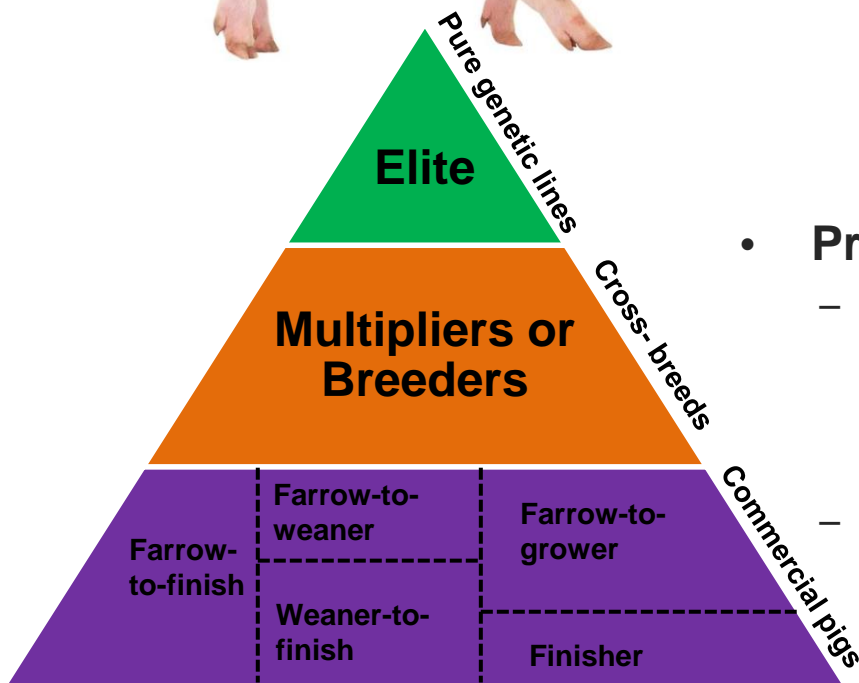 Pure genetic lines
Elite
Cross- breeds
Multipliers or
Breeders
Commercial pigs
Farrow-
to-finish
Farrow-to-
weaner
Weaner-to-
finish
Farrow-to-
grower
Finisher
• Pr
–
–